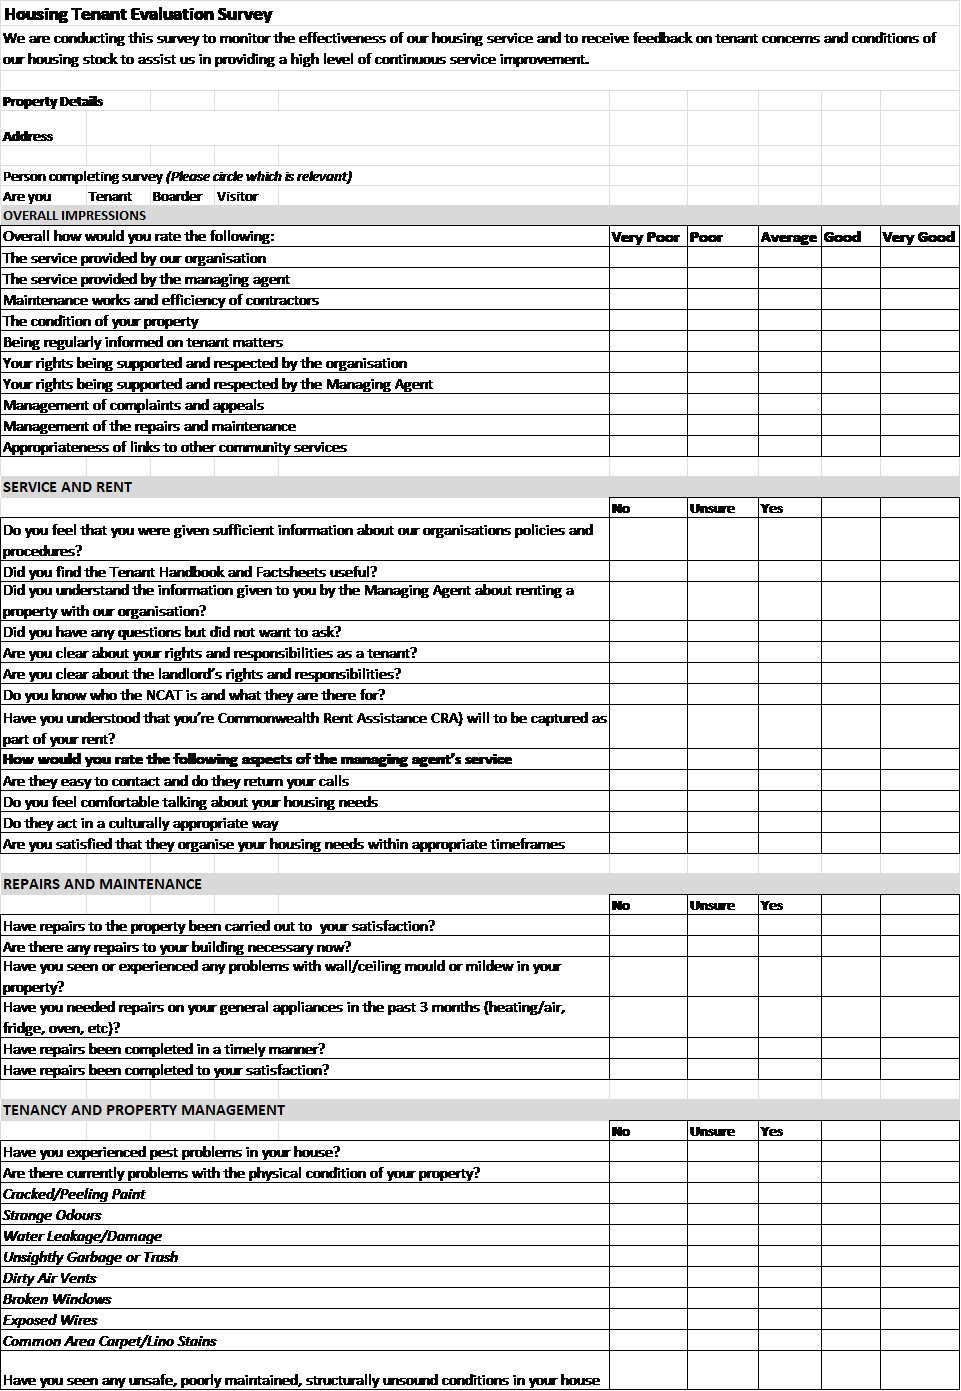 Housing Tenant Evaluation Survey
We are conducting this survey to monitor the effectiveness of our housing service and to receive feedback on tenant concerns and conditions of
our housing stock to assist us in providing a high level of continuous service improvement.
Property Details
Address
Person completing survey (Please circle which is relevant)
Are you Tenant Boarder Visitor
OVERALL IMPRESSIONS
Overall how would you rate the following: Very Poor Poor Average Good Very Good
The service provided by our organisation
The service provided by the managing agent
Maintenance works and efficiency of contractors
The condition of your property
Being regularly informed on tenant matters
Your rights being supported and respected by the organisation
Your rights being supported and respected by the Managing Agent
Management of complaints and appeals
Management of the repairs and maintenance
Appropriateness of links to other community services
SERVICE AND RENT
No Unsure Yes
Do you feel that you were given sufficient information about our organisations policies and
procedures?
Did you find the Tenant Handbook and Factsheets useful?
Did you understand the information given to you by the Managing Agent about renting a
property with our organisation?
Did you have any questions but did not want to ask?
Are you clear about your rights and responsibilities as a tenant?
Are you clear about the landlord's rights and responsibilities?
Do you know who the NCAT is and what they are there for?
Have you understood that you're Commonwealth Rent Assistance CRA) will to be captured as
part of your rent?
How would you rate the following aspects of the managing agent's service
Are they easy to contact and do they return your calls
Do you feel comfortable talking about your housing needs
Do they act in a culturally appropriate way
Are you satisfied that they organise your housing needs within appropriate timeframes
REPAIRS AND MAINTENANCE
No Unsure Yes
Have repairs to the property been carried out to  your satisfaction?
Are there any repairs to your building necessary now?
Have you seen or experienced any problems with wall/ceiling mould or mildew in your
property?
Have you needed repairs on your general appliances in the past 3 months (heating/air,
fridge, oven, etc)?
Have repairs been completed in a timely manner?
Have repairs been completed to your satisfaction?
TENANCY AND PROPERTY MANAGEMENT
No Unsure Yes
Have you experienced pest problems in your house?
Are there currently problems with the physical condition of your property?
Cracked/Peeling Paint
Strange Odours
Water Leakage/Damage
Unsightly Garbage or Trash
Dirty Air Vents
Broken Windows
Exposed Wires
Common Area Carpet/Lino Stains
Have you seen any unsafe, poorly maintained, structurally unsound conditions in your house